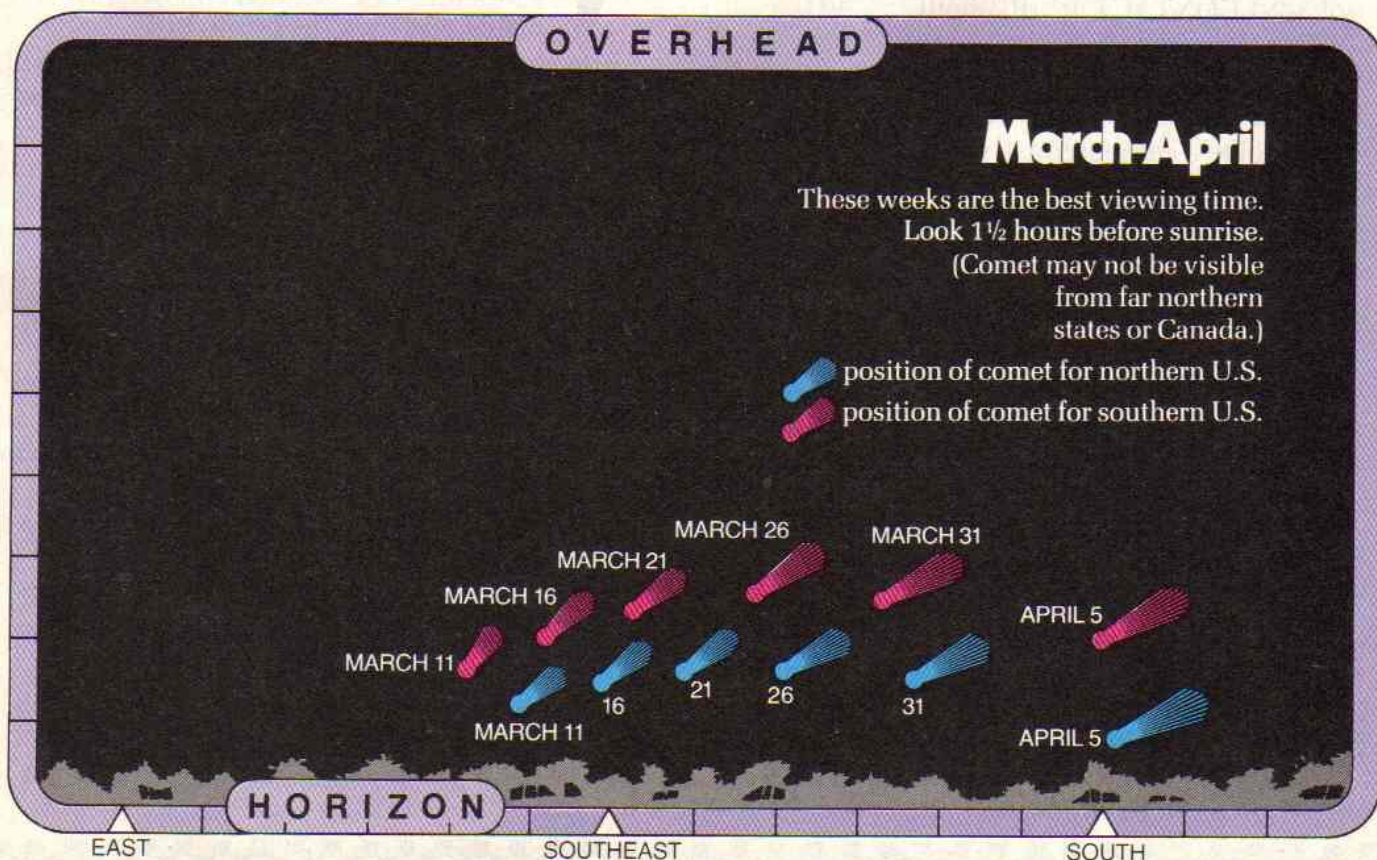 OVERHEAD
March-April
These weeks are the best viewing time.
Look 1½ hours before sunrise.
(Comet may not be visible
from far northern
states or Canada.)
position of comet for northern U.S.
position of comet for southern U.S.
MARCH 26
MARCH 31
MARCH 21
MARCH 16
APRIL 5
MARCH 11
16
21
26
31
MARCH 11
APRIL 5
HORIZON
EAST
SOUTHEAST
SOUTH